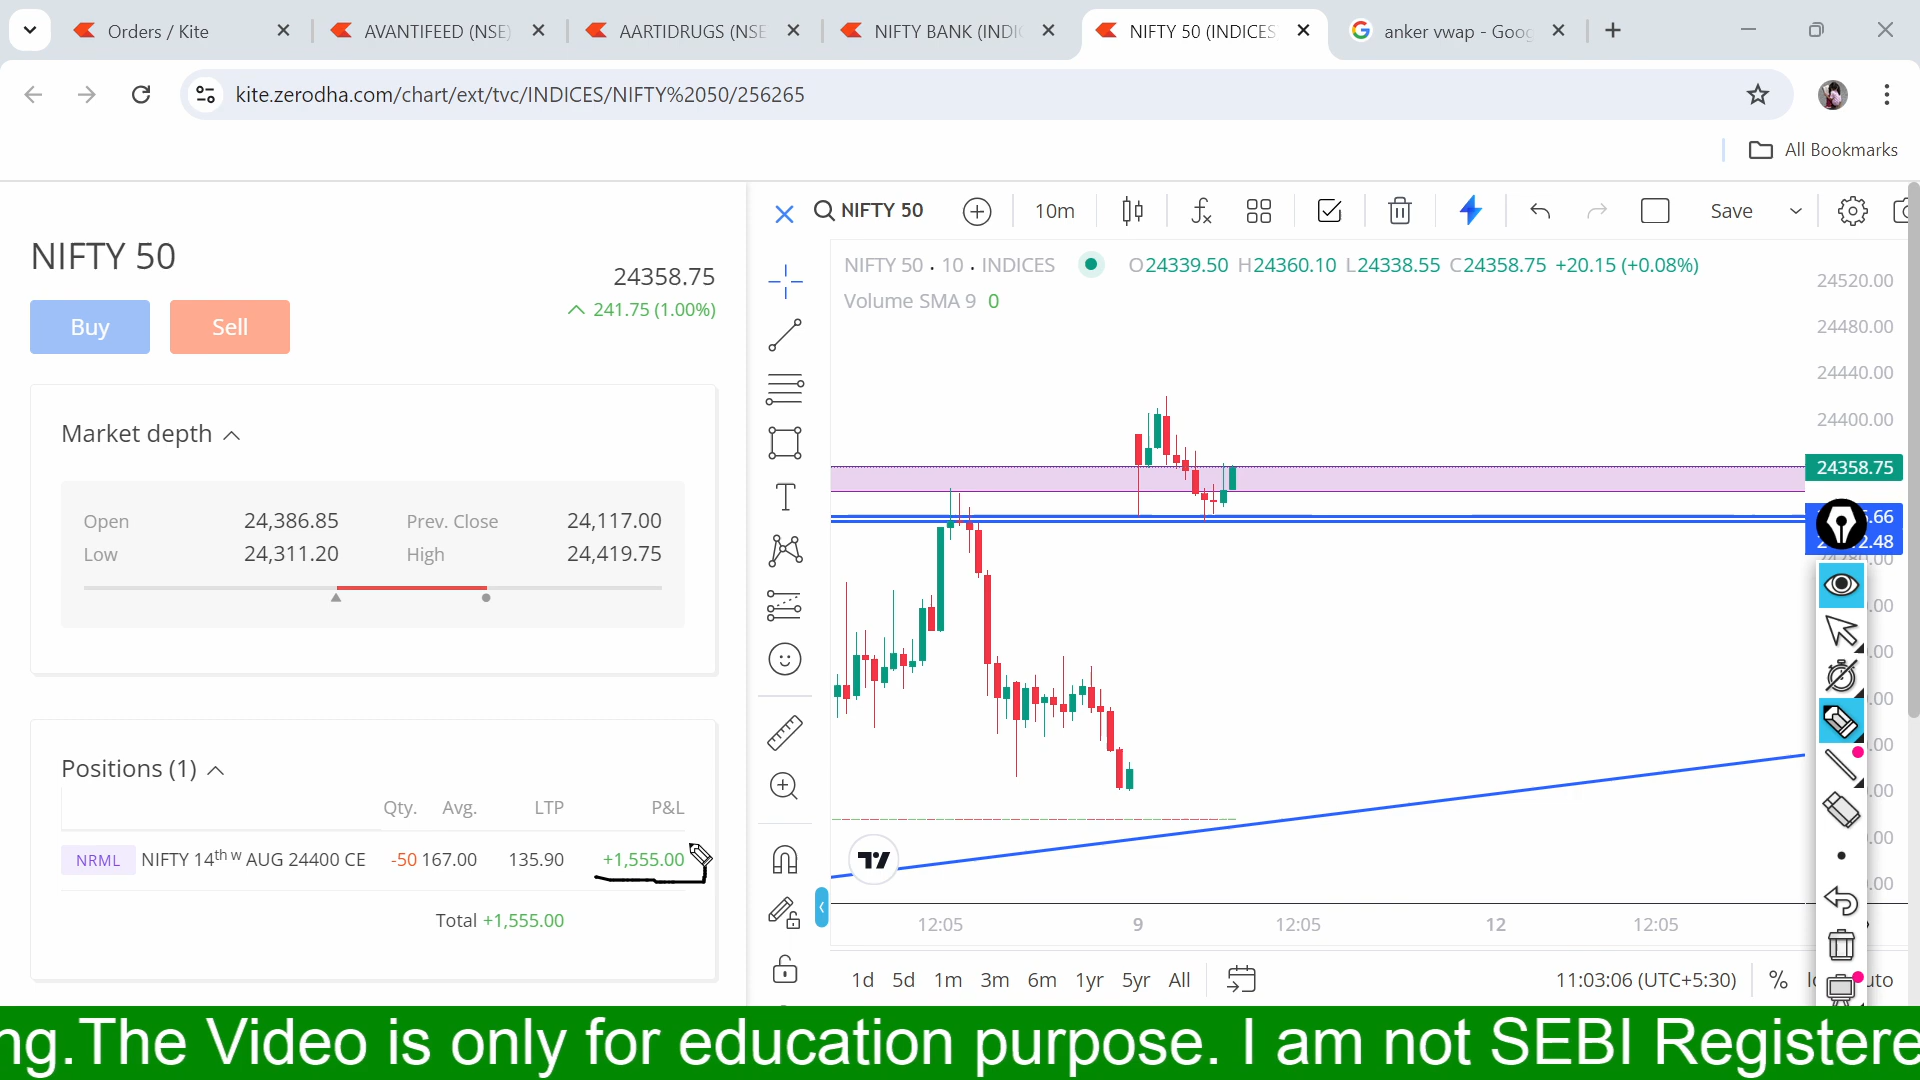 Orders / Kite
AVANTIFEED (NSE)
AARTIDRUGS (NSE
NIFTY BANK (INDIC
NIFTY 50 (INDICES
anker vwap - Goog
kite.zerodha.com/chart/ext/tvc/INDICES/NIFTY%2050/256265
All Bookmarks
NIFTY 50
24358.75
241.75 (1.00%)
Buy
Sell
Market depth
Open 24,386.85 Prev. Close 24,117.00
Low 24,311.20 High 24,419.75
Positions (1)
Qty. Avg. LTP P&L
NRML NIFTY 14th w AUG 24400 CE -50 167.00 135.90 +1,555.00
Total +1,555.00
NIFTY 50 10m Save
NIFTY 50 . 10 . INDICES O24339.50 H24360.10 L24338.55 C24358.75 +20.15 (+0.08%)
Volume SMA 9 0
24520.00
24480.00
24440.00
24400.00
24358.75
12:05 9 12:05 12 12:05
1d 5d 1m 3m 6m 1yr 5yr All 11:03:06 (UTC+5:30) %
ng.The Video is only for education purpose. I am not SEBI Registere